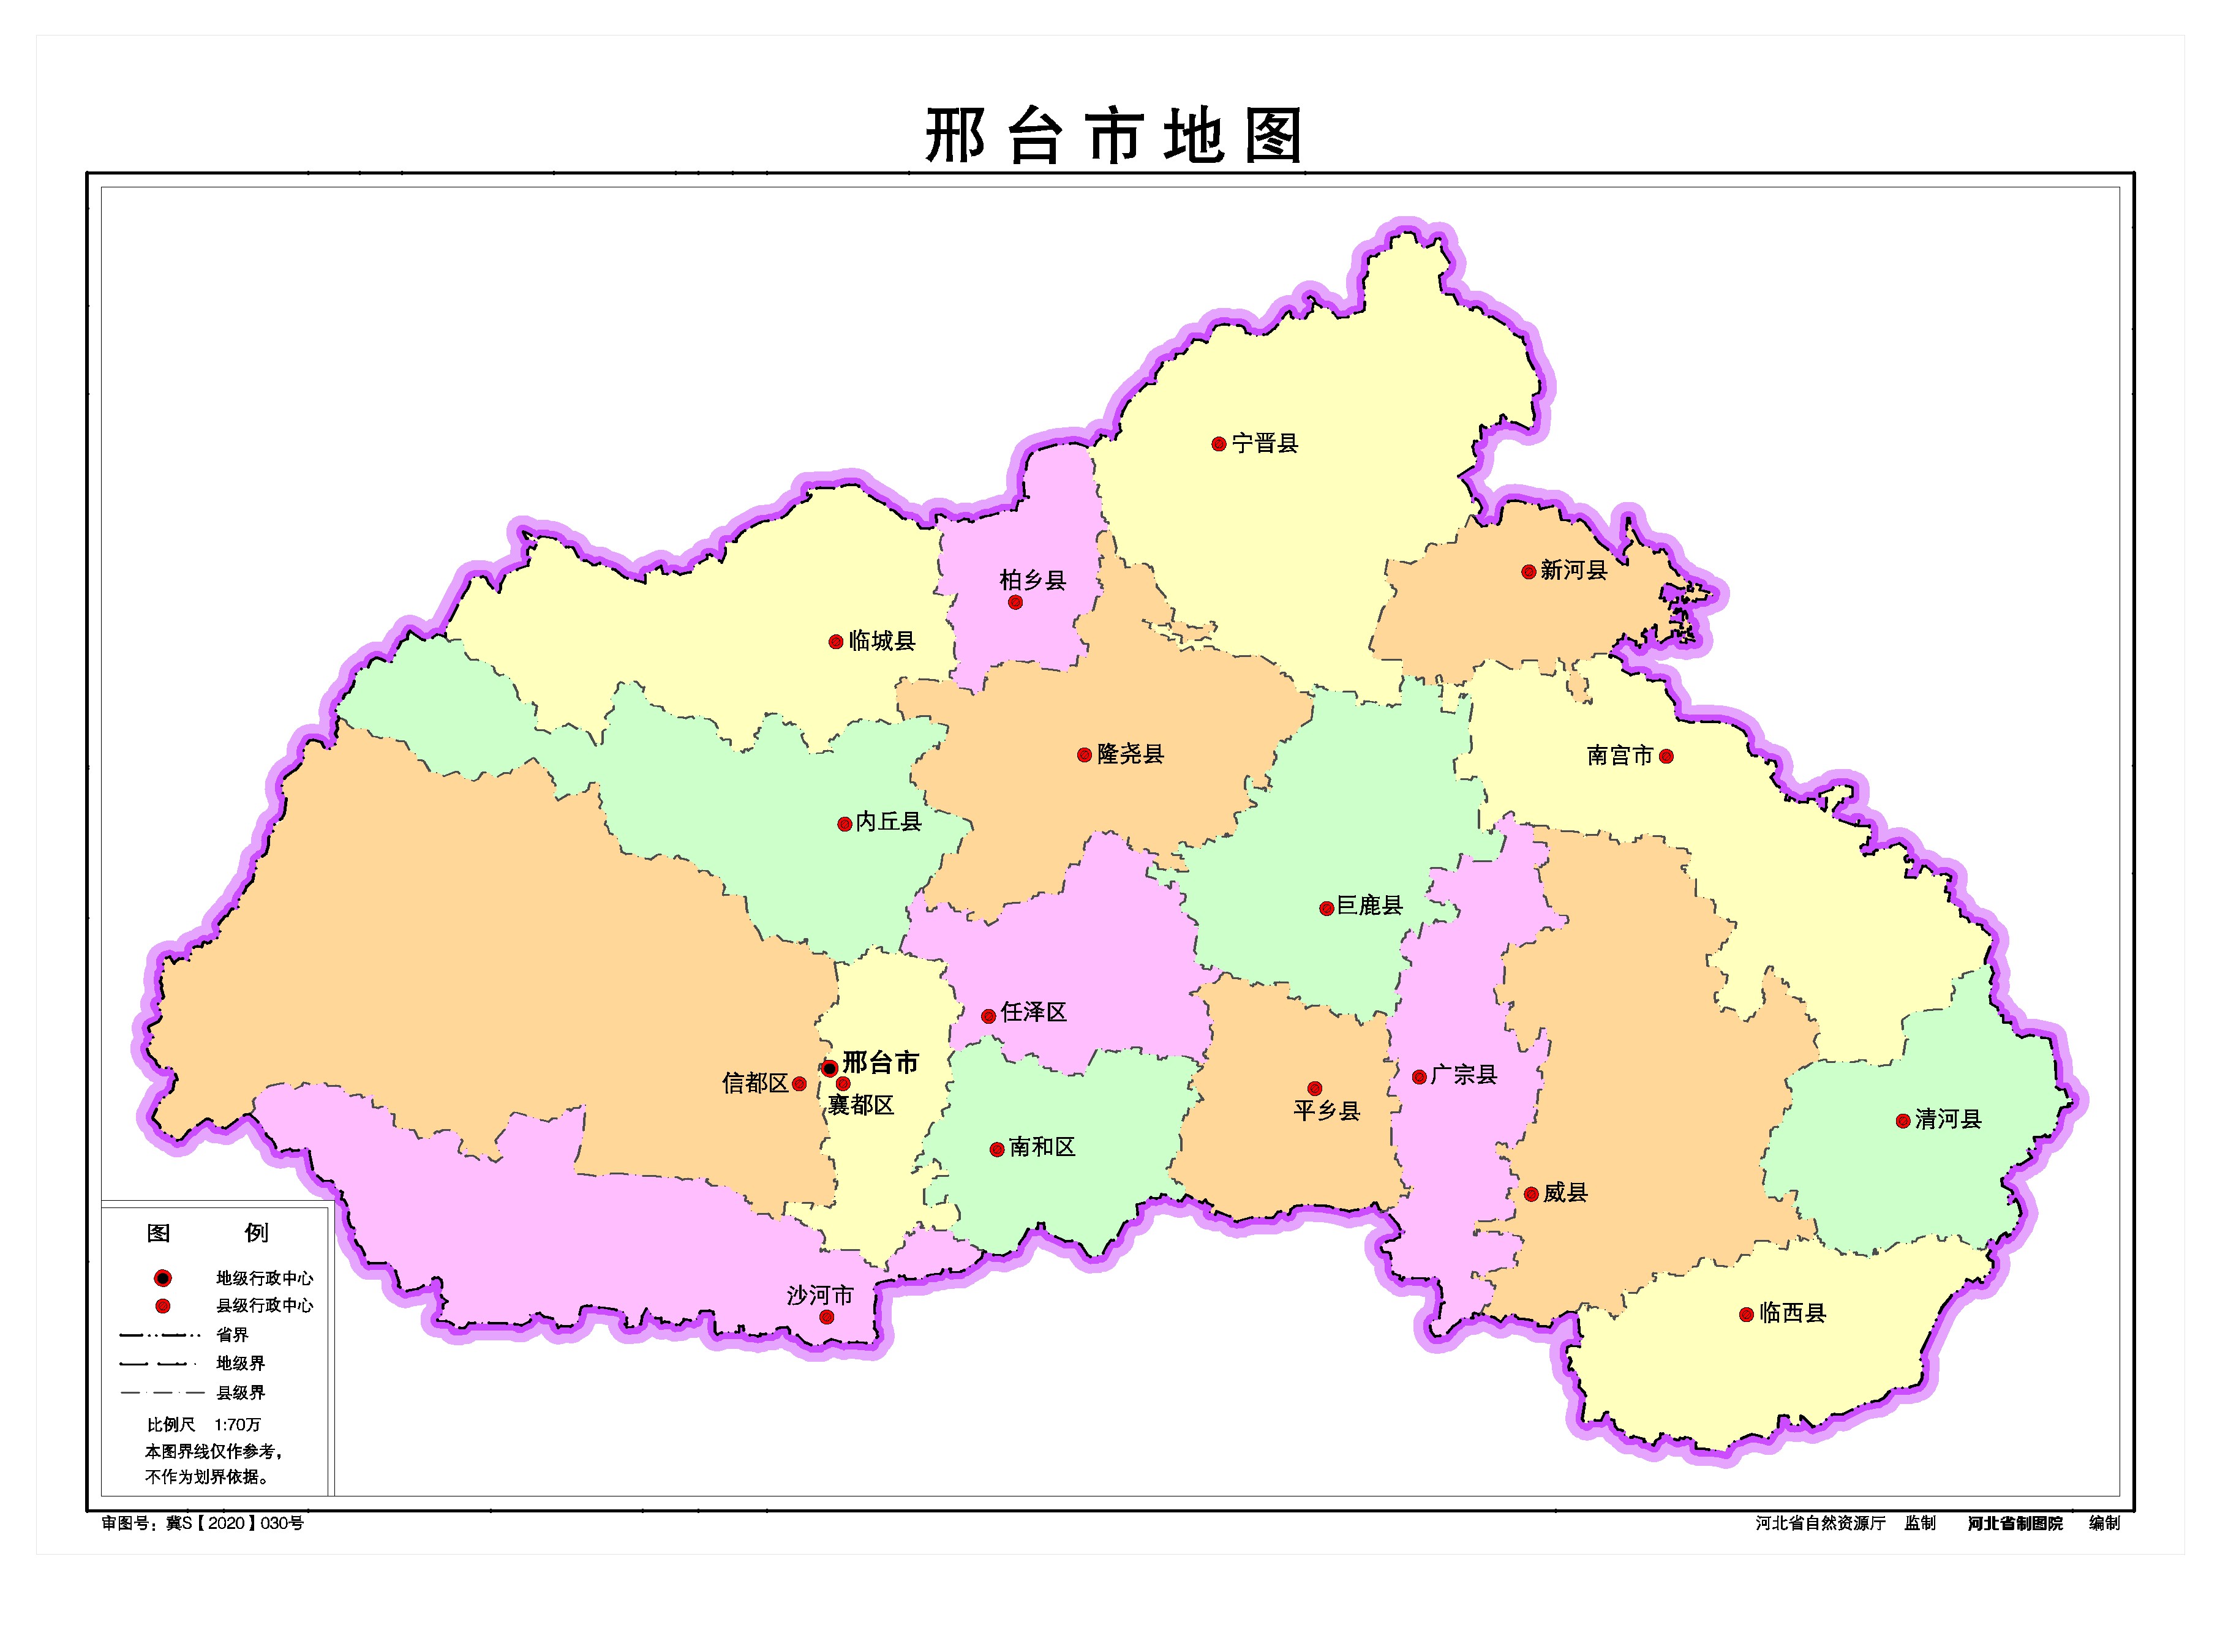 邢台市地图
宁晋县
新河县
柏乡县
临城县
隆尧县
南宫市
内丘县
巨鹿县
任泽区
邢台市
信都区
襄都区
广宗县
平乡县
清河县
南和区
威县
沙河市
临西县
图 例
地级行政中心
县级行政中心
省界
地级界
县级界
比例尺 1:70万
本图界线仅作参考,
不作为划界依据。
审图号：冀S【2020】030号
河北省自然资源厅 监制 河北省制图院 编制